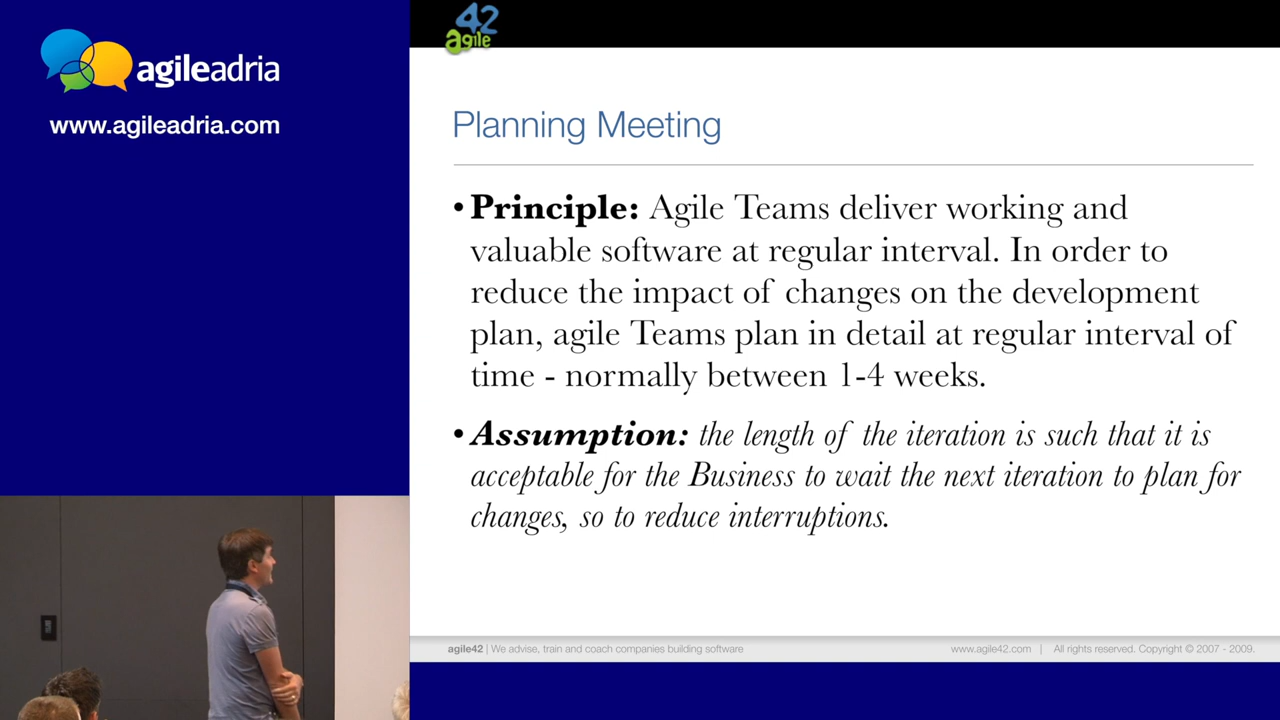 agileadria
www.agileadria.com
42
agile
Planning Meeting
• Principle: Agile Teams deliver working and
valuable software at regular interval. In order to
reduce the impact of changes on the development
plan, agile Teams plan in detail at regular interval of
time - normally between 1-4 weeks.
• Assumption: the length of the iteration is such that it is
acceptable for the Business to wait the next iteration to plan for
changes, so to reduce interruptions.
agile42 | We advise, train and coach companies building software
www.agile42.com | All rights reserved. Copyright © 2007 - 2009.